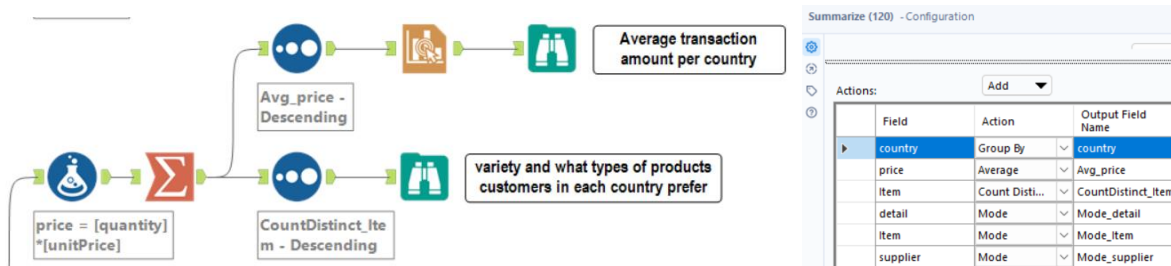 Average transaction
amount per country
Avg_price -
Descending
variety and what types of products
customers in each country prefer
price = [quantity]
*[unitPrice]
CountDistinct_Ite
m - Descending
Summarize (120) - Configuration
Actions:
Add
Field Action Output Field Name
country Group By country
price Average Avg_price
Item Count Disti... CountDistinct_Item
detail Mode Mode_detail
Item Mode Mode_Item
supplier Mode Mode_supplier